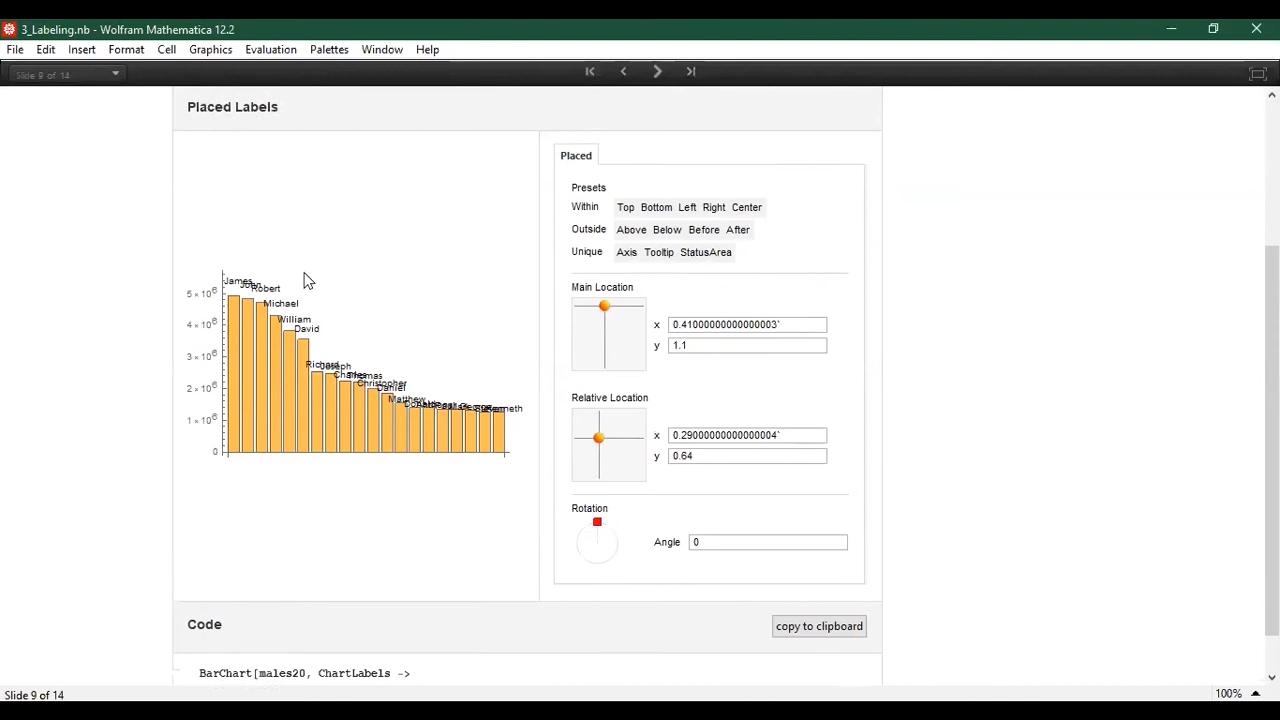 3_Labeling.nb - Wolfram Mathematica 12.2
File Edit Insert Format Cell Graphics Evaluation Palettes Window Help
Slide 9 of 14
Placed Labels
Placed
Presets
Within Top Bottom Left Right Center
Outside Above Below Before After
Unique Axis Tooltip StatusArea
Main Location
x 0.41000000000000003`
y 1.1
Relative Location
x 0.29000000000000004`
y 0.64
Rotation
Angle 0
James
John
Robert
Michael
William
David
Richard
Joseph
Charles
Thomas
Christopher
Daniel
Matthew
George
Kenneth
5 × 10⁶
4 × 10⁶
3 × 10⁶
2 × 10⁶
1 × 10⁶
0
Code
copy to clipboard
BarChart[males20, ChartLabels ->
Slide 9 of 14
100%